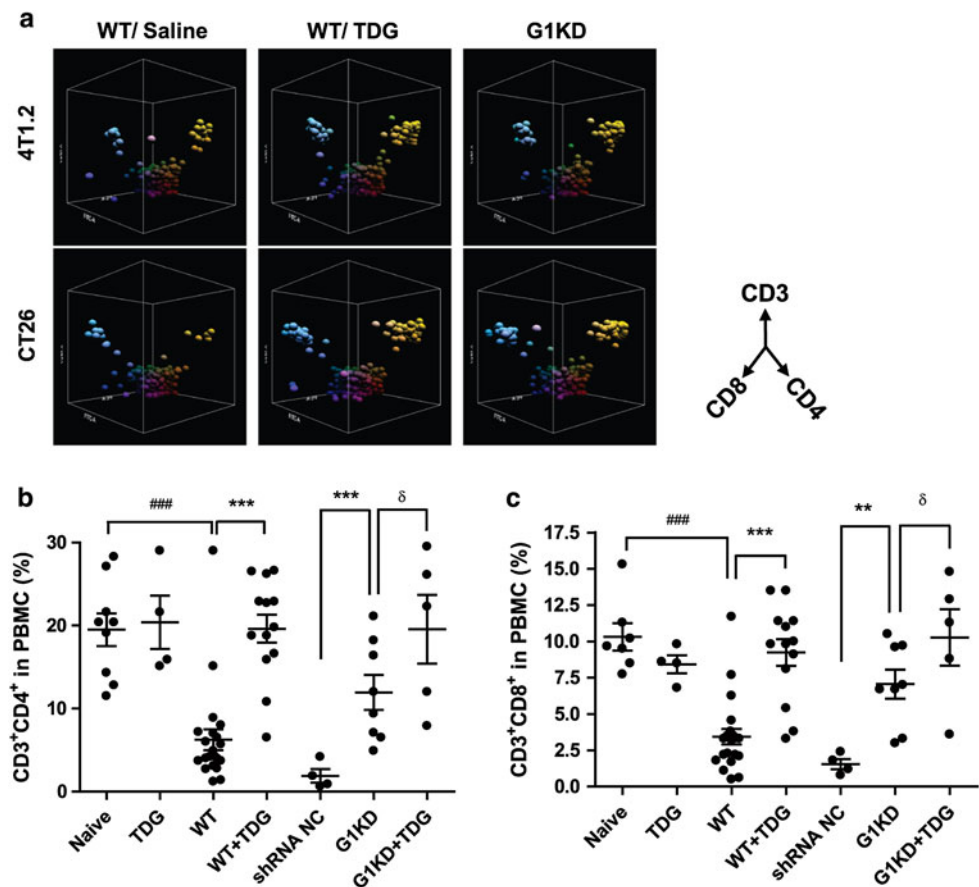 a
WT/ Saline
WT/ TDG
G1KD
4T1.2
CT26
CD3
CD8
CD4
b
CD3+CD4+ in PBMC (%)
30
20
10
0
###
***
***
δ
Naive
TDG
WT
WT+TDG
shRNA NC
G1KD
G1KD+TDG
c
CD3+CD8+ in PBMC (%)
17.5
15.0
12.5
10.0
7.5
5.0
2.5
0.0
###
***
**
δ
Naive
TDG
WT
WT+TDG
shRNA NC
G1KD
G1KD+TDG